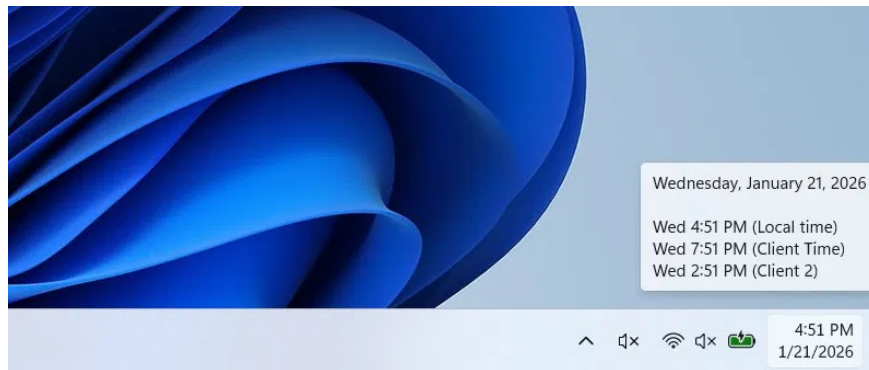 Wednesday, January 21, 2026
Wed 4:51 PM (Local time)
Wed 7:51 PM (Client Time)
Wed 2:51 PM (Client 2)
4:51 PM
1/21/2026